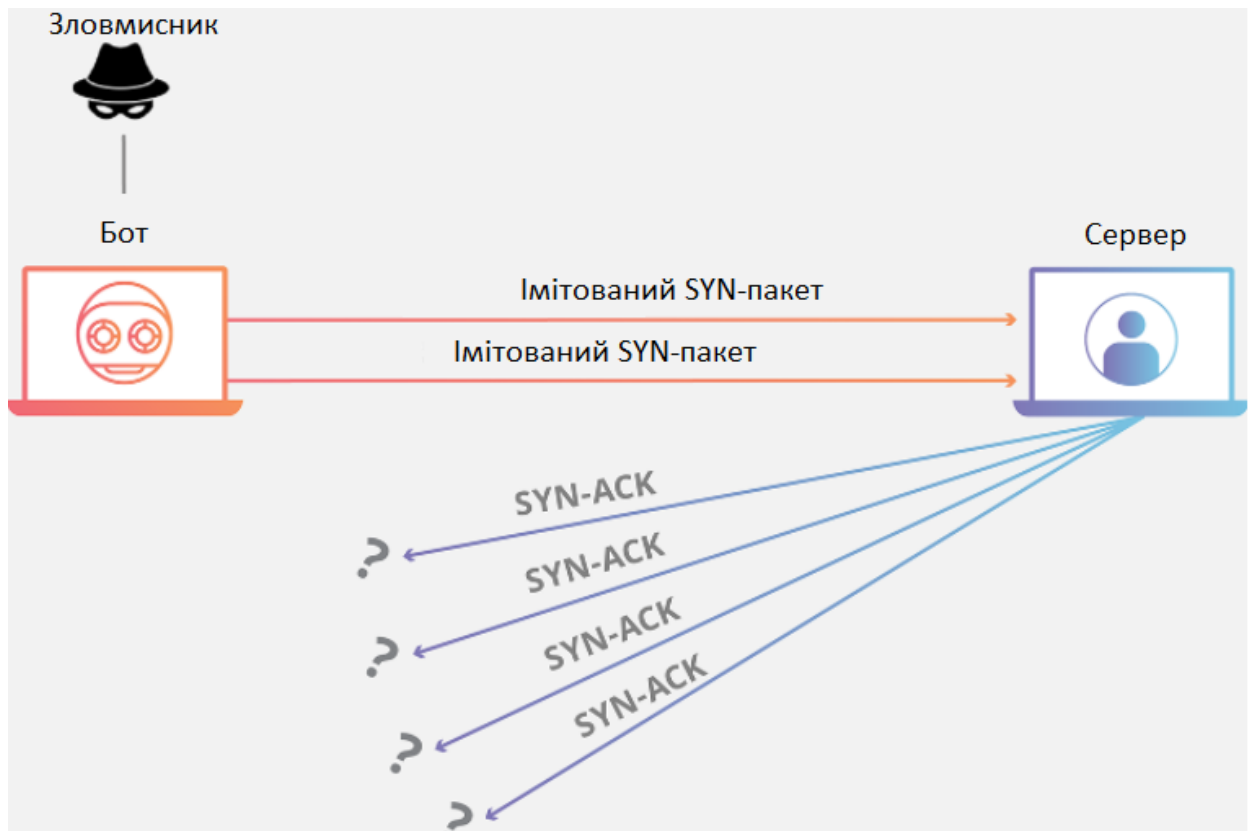 Зловмисник
Бот
Сервер
Імітований SYN-пакет
Імітований SYN-пакет
SYN-ACK
?
SYN-ACK
?
SYN-ACK
?
SYN-ACK
?